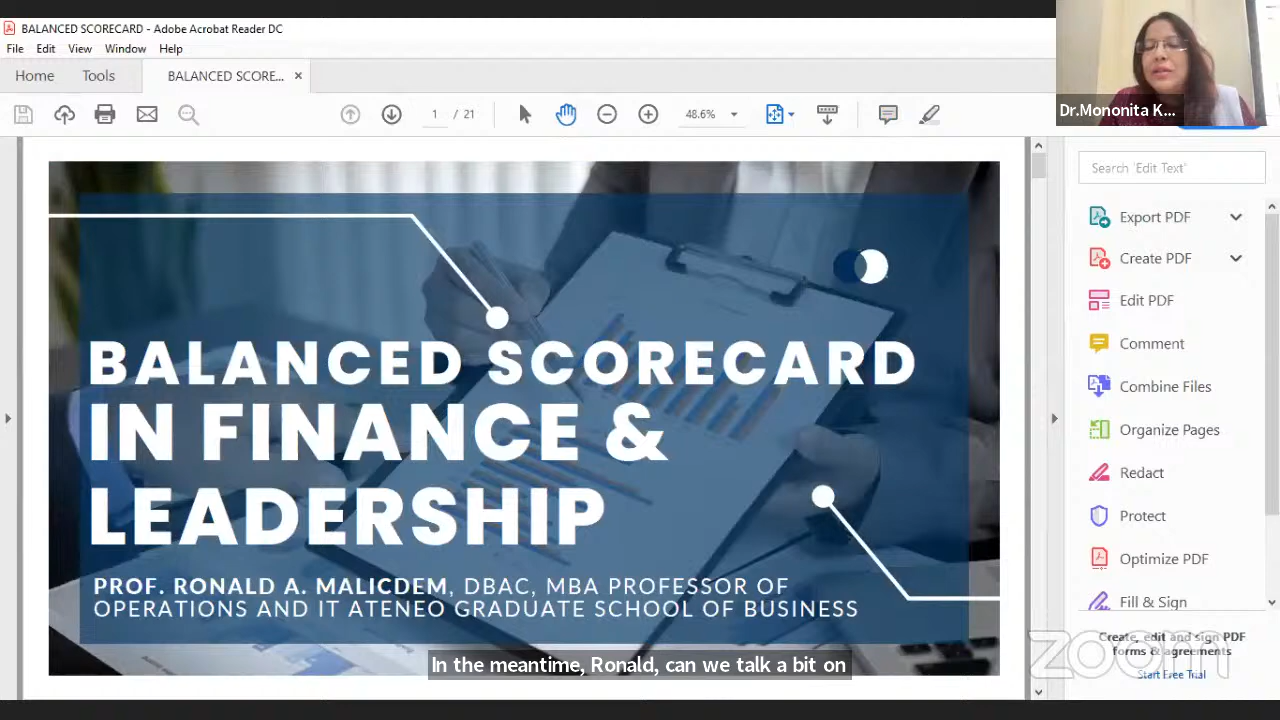 BALANCED SCORECARD - Adobe Acrobat Reader DC
File Edit View Window Help
Home Tools BALANCED SCORE...
1 / 21 48.6%
Dr.Mononita K...
BALANCED SCORECARD
IN FINANCE &
LEADERSHIP
PROF. RONALD A. MALICDEM, DBAC, MBA PROFESSOR OF
OPERATIONS AND IT ATENEO GRADUATE SCHOOL OF BUSINESS
In the meantime, Ronald, can we talk a bit on
Search 'Edit Text'
Export PDF
Create PDF
Edit PDF
Comment
Combine Files
Organize Pages
Redact
Protect
Optimize PDF
Fill & Sign
Create, edit and sign PDF
forms & agreements
Start Free Trial
zoom